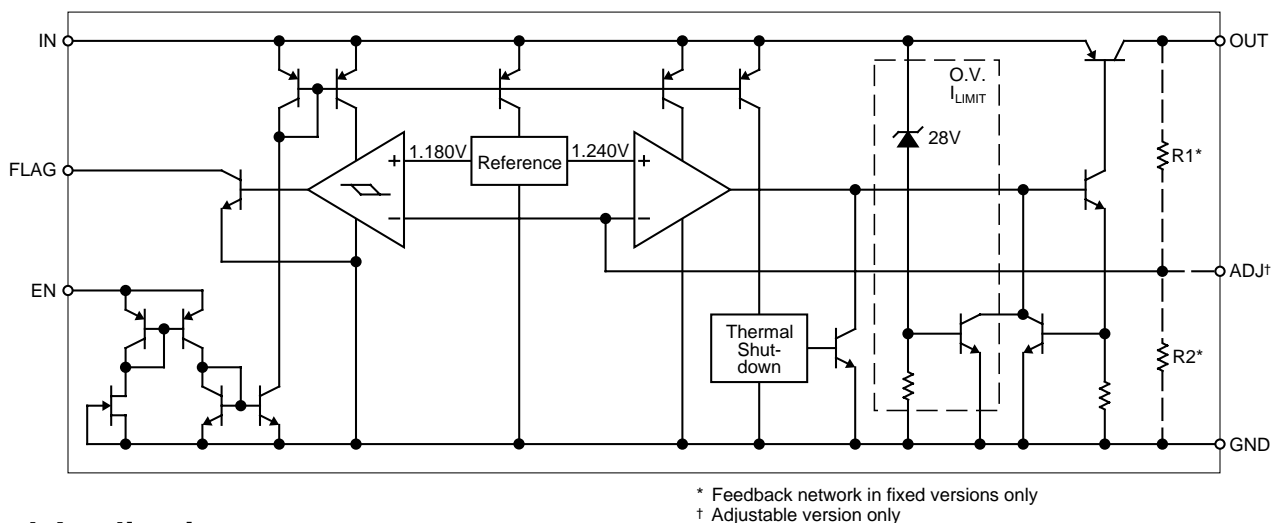 IN
OUT
O.V.
ILIMIT
28V
R1*
FLAG
+
1.180V
Reference
1.240V
+
−
−
ADJ†
EN
Thermal
Shut-
down
R2*
GND
* Feedback network in fixed versions only
† Adjustable version only